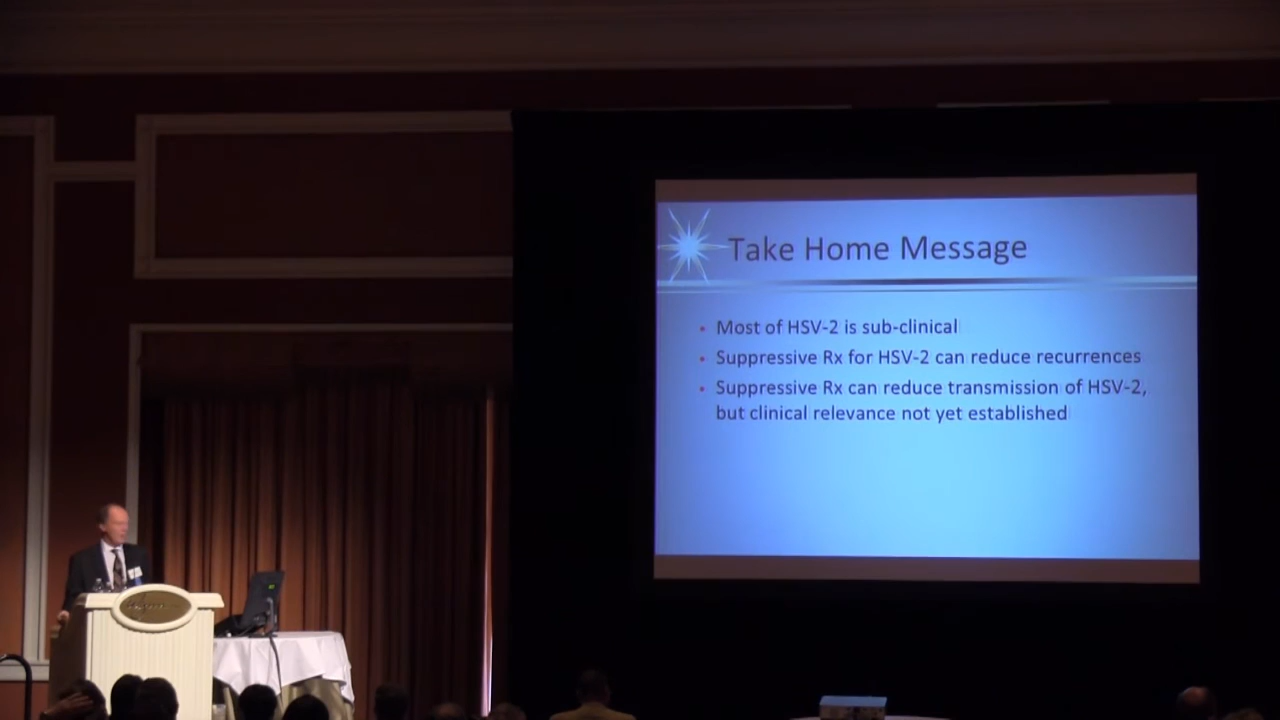 Take Home Message
• Most of HSV-2 is sub-clinical
• Suppressive Rx for HSV-2 can reduce recurrences
• Suppressive Rx can reduce transmission of HSV-2,
but clinical relevance not yet established